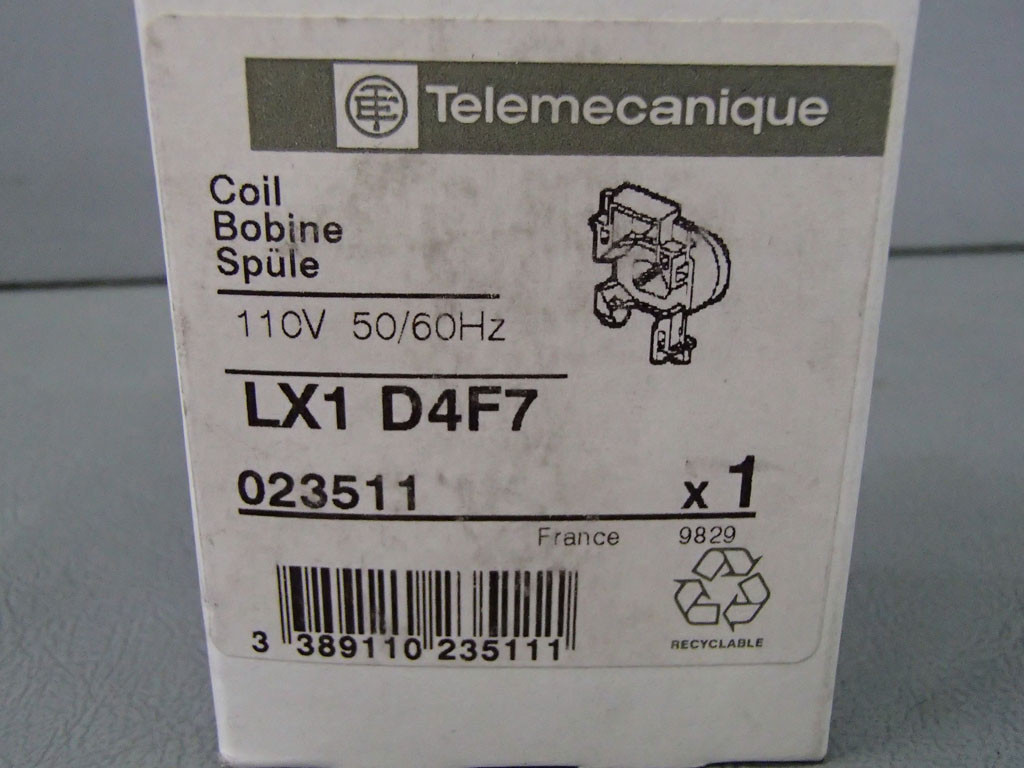 Telemecanique
Coil
Bobine
Spüle
110V 50/60Hz
LX1 D4F7
023511 x 1
France 9829
3 389110 235111
RECYCLABLE